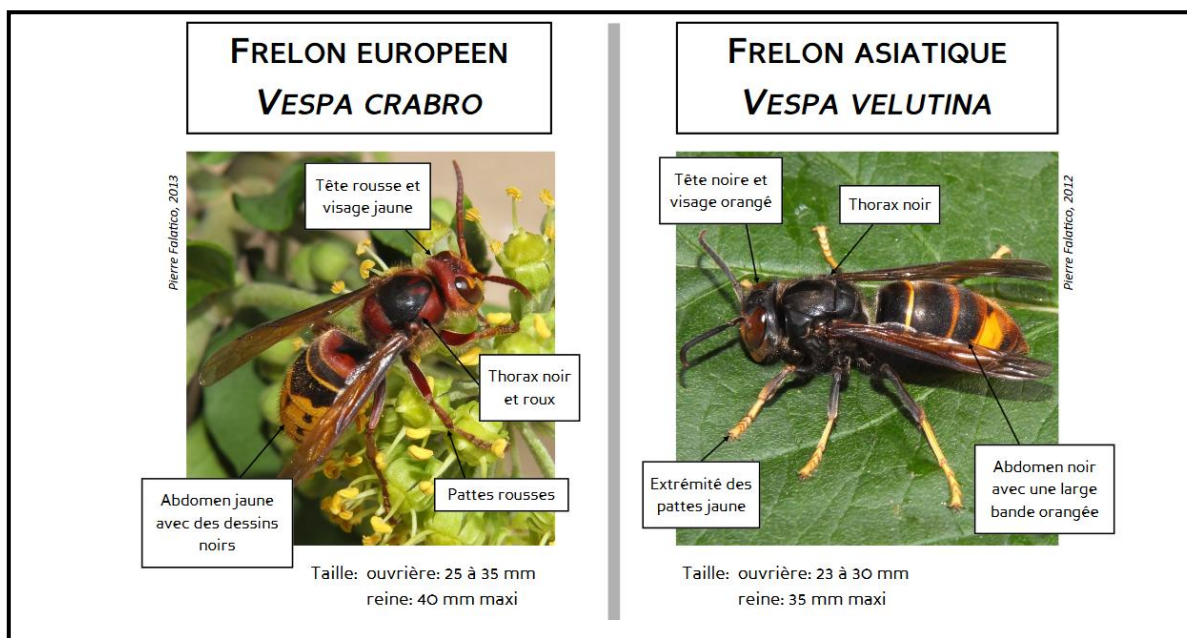 FRELON EUROPEEN
VESPA CRABRO
Pierre Falatico, 2013
Tête rousse et
visage jaune
Thorax noir
et roux
Pattes rousses
Abdomen jaune
avec des dessins
noirs
Taille: ouvrière: 25 à 35 mm
reine: 40 mm maxi
FRELON ASIATIQUE
VESPA VELUTINA
Tête noire et
visage orangé
Thorax noir
Pierre Falatico, 2012
Extrémité des
pattes jaune
Abdomen noir
avec une large
bande orangée
Taille: ouvrière: 23 à 30 mm
reine: 35 mm maxi